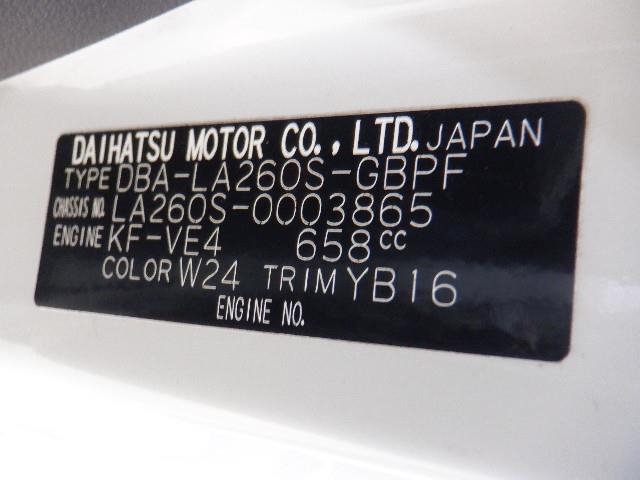 DAIHATSU MOTOR CO., LTD. JAPAN
TYPE DBA-LA260S-GBPF
CHASSIS NO. LA260S-0003865
ENGINE KF-VE4 658cc
COLOR W24 TRIM YB16
ENGINE NO.